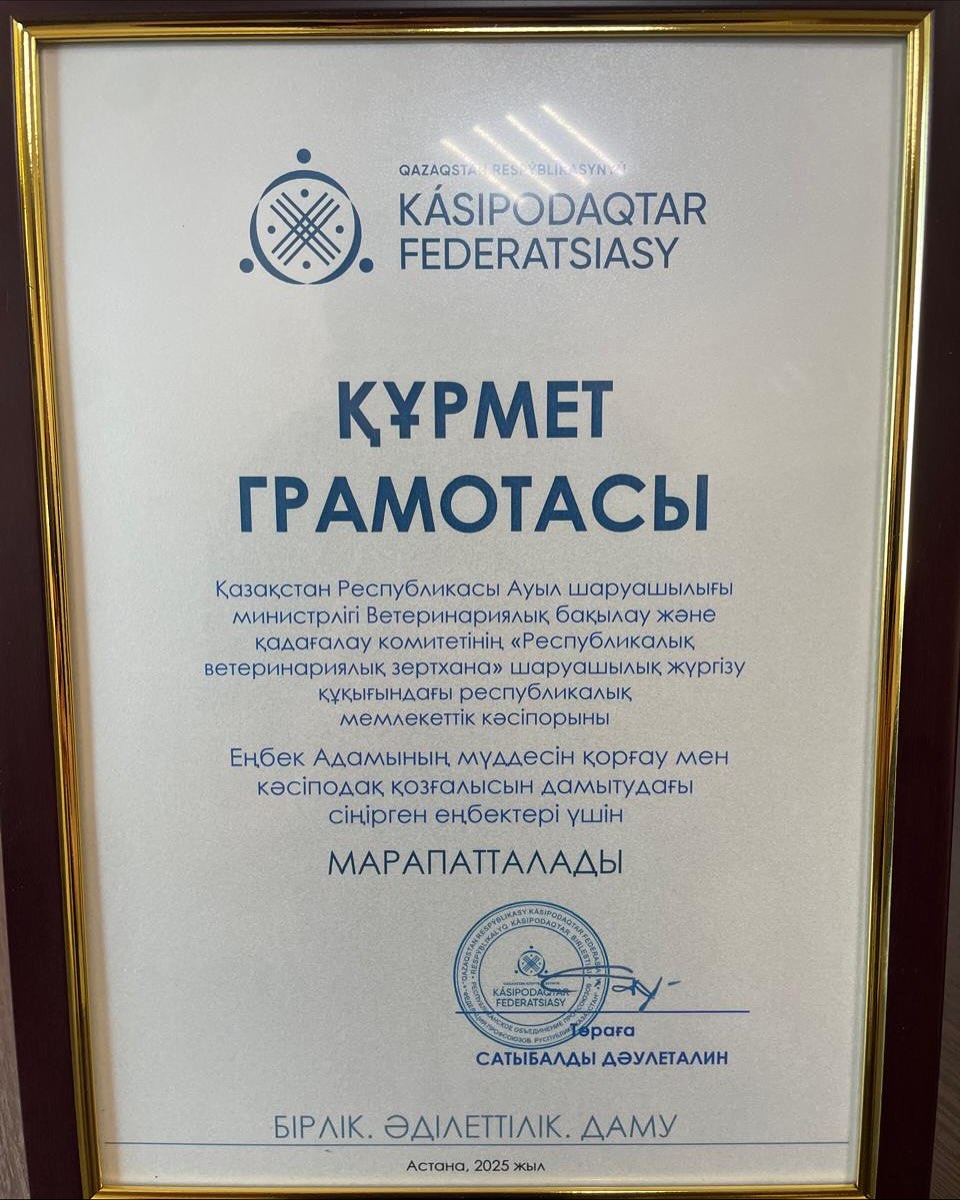 QAZAQSTAN RESPÝBLIKASYNYŃ
KÁSIPODAQTAR
FEDERATSIASY
ҚҰРМЕТ
ГРАМОТАСЫ
Қазақстан Республикасы Ауыл шаруашылығы
министрлігі Ветеринариялық бақылау және
қадағалау комитетінің «Республикалық
ветеринариялық зертхана» шаруашылық жүргізу
құқығындағы республикалық
мемлекеттік кәсіпорыны
Еңбек Адамының мүддесін қорғау мен
кәсіподақ қозғалысын дамытудағы
сіңірген еңбектері үшін
МАРАПАТТАЛАДЫ
KÁSIPODAQTAR
FEDERATSIASY
Төраға
САТЫБАЛДЫ ДӘУЛЕТАЛИН
БІРЛІК. ӘДІЛЕТТІЛІК. ДАМУ
Астана, 2025 жыл